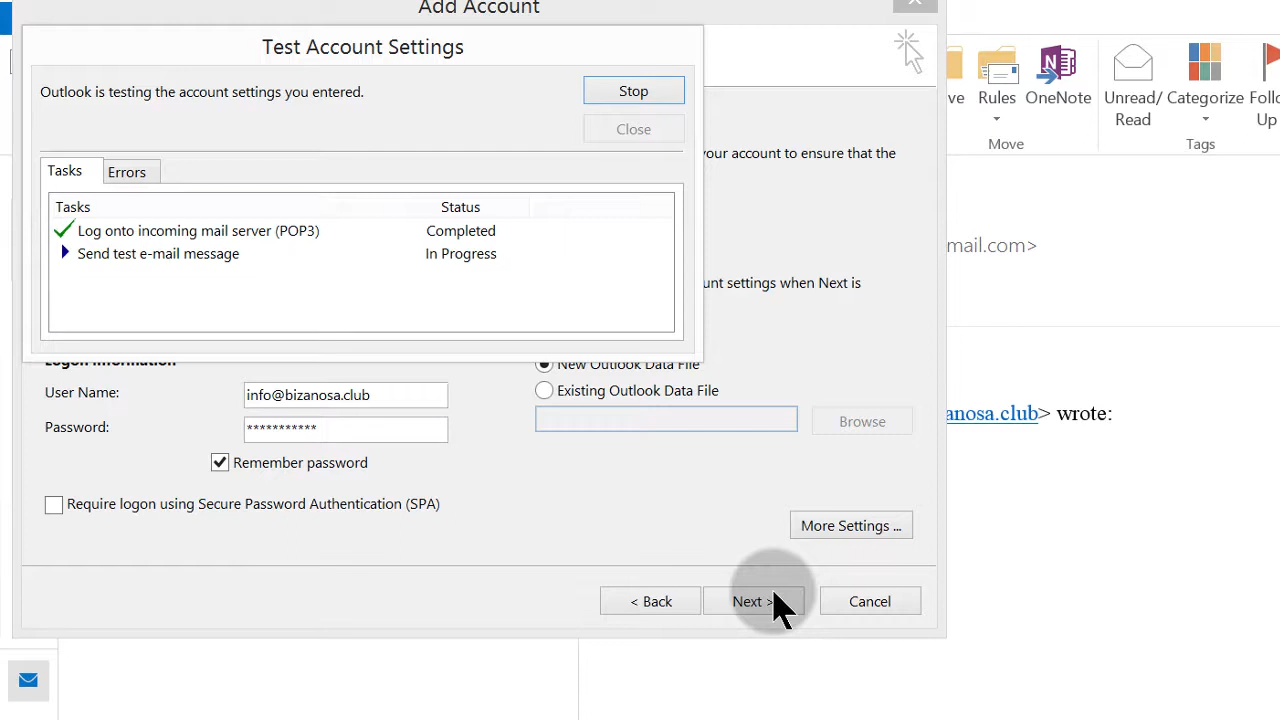 Add Account
Test Account Settings
Outlook is testing the account settings you entered.
Stop
Close
Tasks
Errors
Tasks Status
Log onto incoming mail server (POP3) Completed
Send test e-mail message In Progress
your account to ensure that the
settings when Next is
Logon Information
User Name: info@bizanosa.club
Password: ***********
Remember password
Require logon using Secure Password Authentication (SPA)
New Outlook Data File
Existing Outlook Data File
Browse
More Settings ...
< Back
Next >
Cancel
Rules
OneNote
Move
Unread/
Read
Categorize
Tags
Up
mail.com>
anosa.club> wrote: